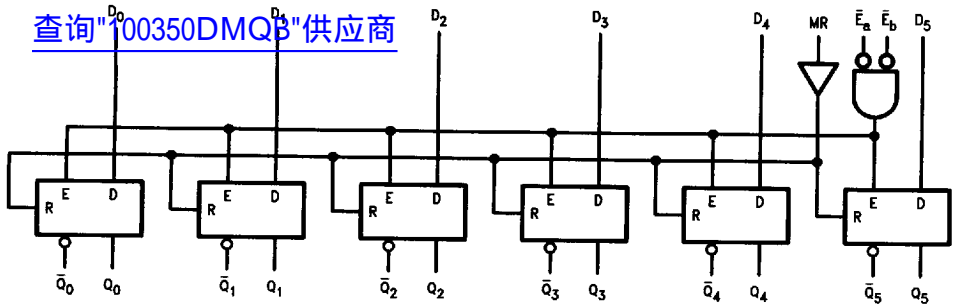 查询"100350DMQB"供应商
D₀ D₁ D₂ D₃ D₄ MR Ēₐ Ē_b D₅
E D E D E D E D E D E D
R R R R R R
Q̄₀ Q₀ Q̄₁ Q₁ Q̄₂ Q₂ Q̄₃ Q₃ Q̄₄ Q₄ Q̄₅ Q₅